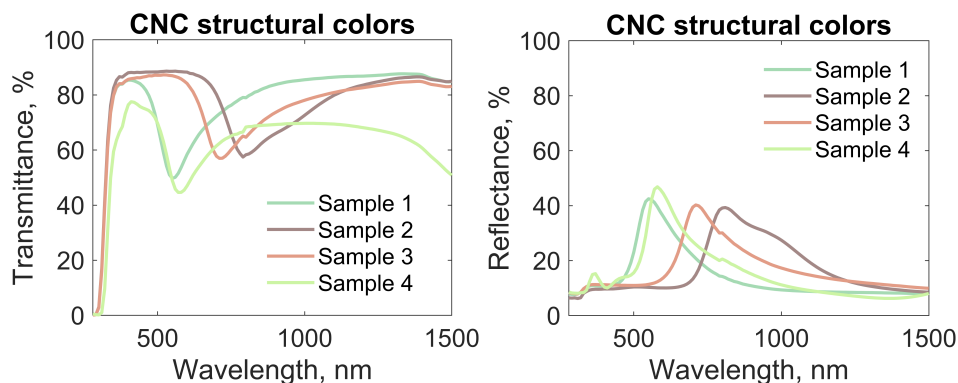 CNC structural colors
100
80
60
40
20
0
Transmittance, %
Sample 1
Sample 2
Sample 3
Sample 4
500
1000
1500
Wavelength, nm
CNC structural colors
100
80
60
40
20
0
Reflectance, %
Sample 1
Sample 2
Sample 3
Sample 4
500
1000
1500
Wavelength, nm